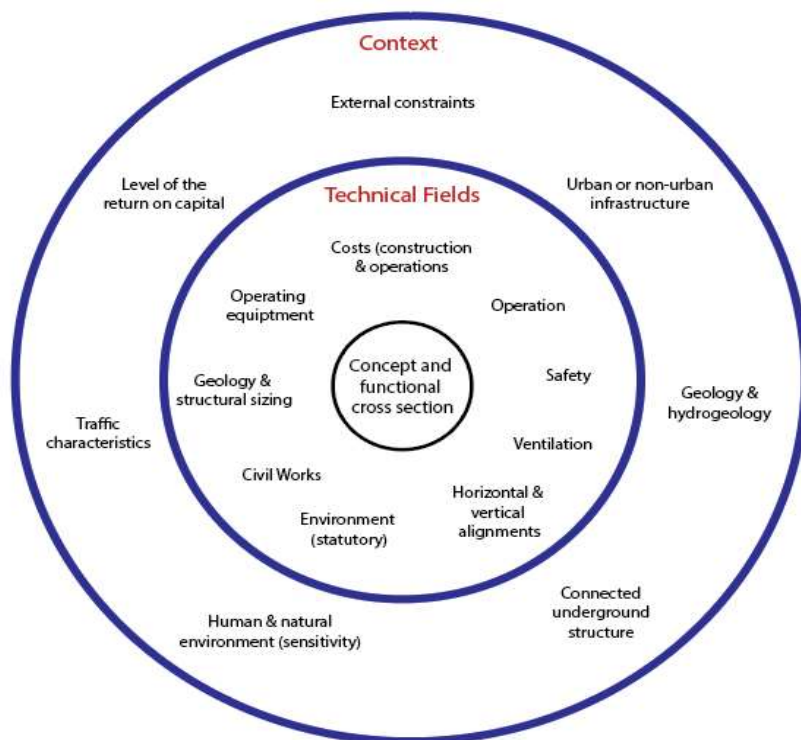 Context
External constraints
Level of the
return on capital
Urban or non-urban
infrastructure
Technical Fields
Costs (construction
& operations
Operating
equiptment
Operation
Concept and
functional
cross section
Geology &
structural sizing
Safety
Geology &
hydrogeology
Traffic
characteristics
Ventilation
Civil Works
Horizontal &
vertical
alignments
Environment
(statutory)
Connected
underground
structure
Human & natural
environment (sensitivity)